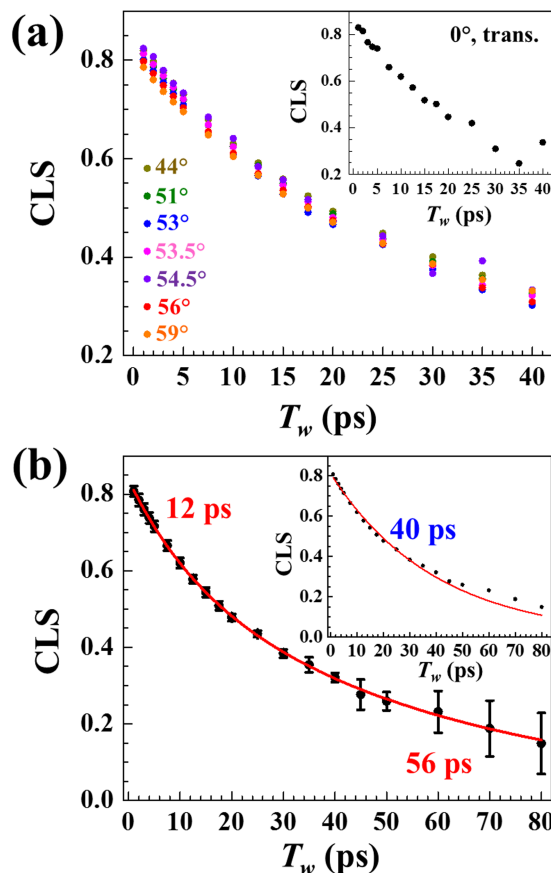 (a)
CLS
0.8
0.6
0.4
0.2
44°
51°
53°
53.5°
54.5°
56°
59°
0 5 10 15 20 25 30 35 40
T_w (ps)
0°, trans.
CLS
0.8
0.6
0.4
0.2
0 5 10 15 20 25 30 35 40
T_w (ps)
(b)
CLS
0.8
0.6
0.4
0.2
0.0
12 ps
56 ps
0 10 20 30 40 50 60 70 80
T_w (ps)
40 ps
CLS
0.8
0.6
0.4
0.2
0.0
0 10 20 30 40 50 60 70 80
T_w (ps)